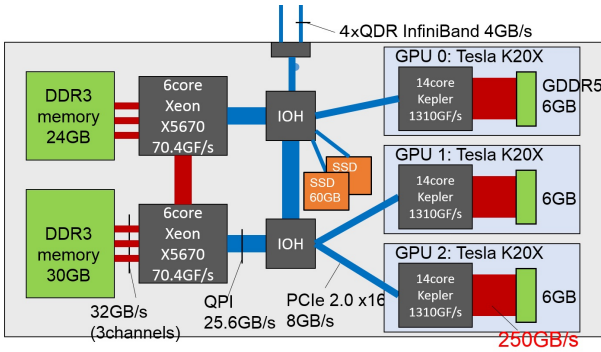 4xQDR InfiniBand 4GB/s
DDR3
memory
24GB
6core
Xeon
X5670
70.4GF/s
IOH
SSD
SSD
60GB
GPU 0: Tesla K20X
14core
Kepler
1310GF/s
GDDR5
6GB
GPU 1: Tesla K20X
14core
Kepler
1310GF/s
6GB
DDR3
memory
30GB
6core
Xeon
X5670
70.4GF/s
IOH
GPU 2: Tesla K20X
14core
Kepler
1310GF/s
6GB
32GB/s
(3channels)
QPI
25.6GB/s
PCIe 2.0 x16
8GB/s
250GB/s